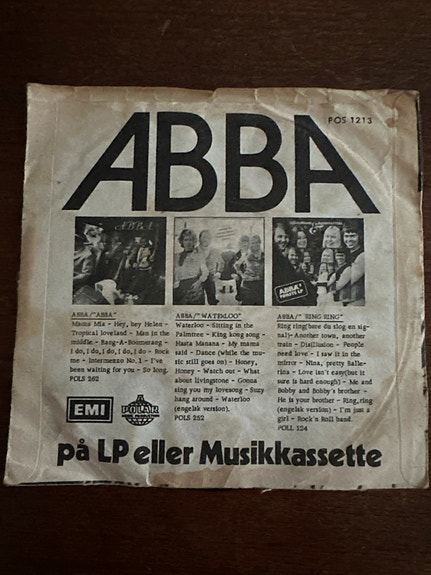 POS 1213
ABBA
ABBA
ABBA'S
FØRSTE LP
ABBA/"ABBA"
Mama Mia - Hey, hey Helen -
Tropical loveland - Man in the
middle - Bang-A-Boomerang -
I do, I do, I do, I do, I do - Rock
me - Intermezzo No. 1 - I've
been waiting for you - So long.
POLS 262
ABBA/"WATERLOO"
Waterloo - Sitting in the
Palmtree - King kong song -
Hasta Manana - My mama
said - Dance (while the mu-
sic still goes on) - Honey,
Honey - Watch out - What
about livingstone - Gonna
sing you my lovesong - Suzy
hang around - Waterloo
(engelsk version).
POLS 252
ABBA/"RING RING"
Ring ring(bare du slog en sig-
nal)- Another town, another
train - Disillusion - People
need love - I saw it in the
mirror - Nina, pretty Balle-
rina - Love isn't easy(but it
sure is hard enough) - Me and
Bobby and Bobby's brother -
He is your brother - Ring, ring
(engelsk version) - I'm just a
girl - Rock'n Roll band.
POLL 124
EMI
POLAR
på LP eller Musikkassette